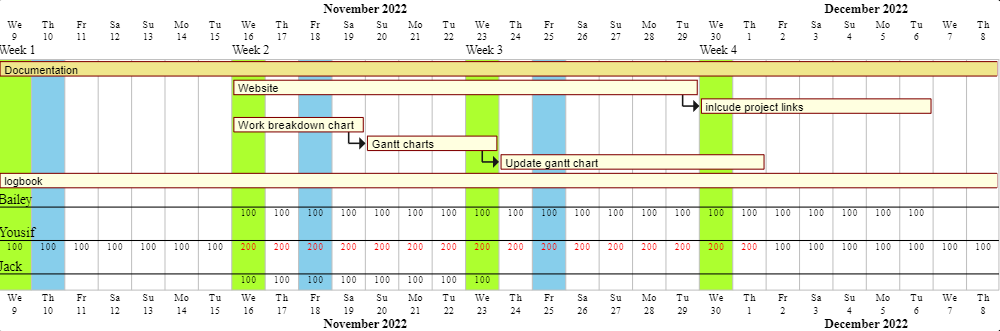 November 2022 December 2022
We Th Fr Sa Su Mo Tu We Th Fr Sa Su Mo Tu We Th Fr Sa Su Mo Tu We Th Fr Sa Su Mo Tu We Th
9 10 11 12 13 14 15 16 17 18 19 20 21 22 23 24 25 26 27 28 29 30 1 2 3 4 5 6 7 8
Week 1 Week 2 Week 3 Week 4
Documentation
Website
inlcude project links
Work breakdown chart
Gantt charts
Update gantt chart
logbook
Bailey
100 100 100 100 100 100 100 100 100 100 100 100 100 100 100 100 100 100 100 100 100
Yousif
100 100 100 100 100 100 100 200 200 200 200 200 200 200 200 200 200 200 200 200 200 200 200 100 100 100 100 100 100 100
Jack
100 100 100 100 100 100 100 100
We Th Fr Sa Su Mo Tu We Th Fr Sa Su Mo Tu We Th Fr Sa Su Mo Tu We Th Fr Sa Su Mo Tu We Th
9 10 11 12 13 14 15 16 17 18 19 20 21 22 23 24 25 26 27 28 29 30 1 2 3 4 5 6 7 8
November 2022 December 2022